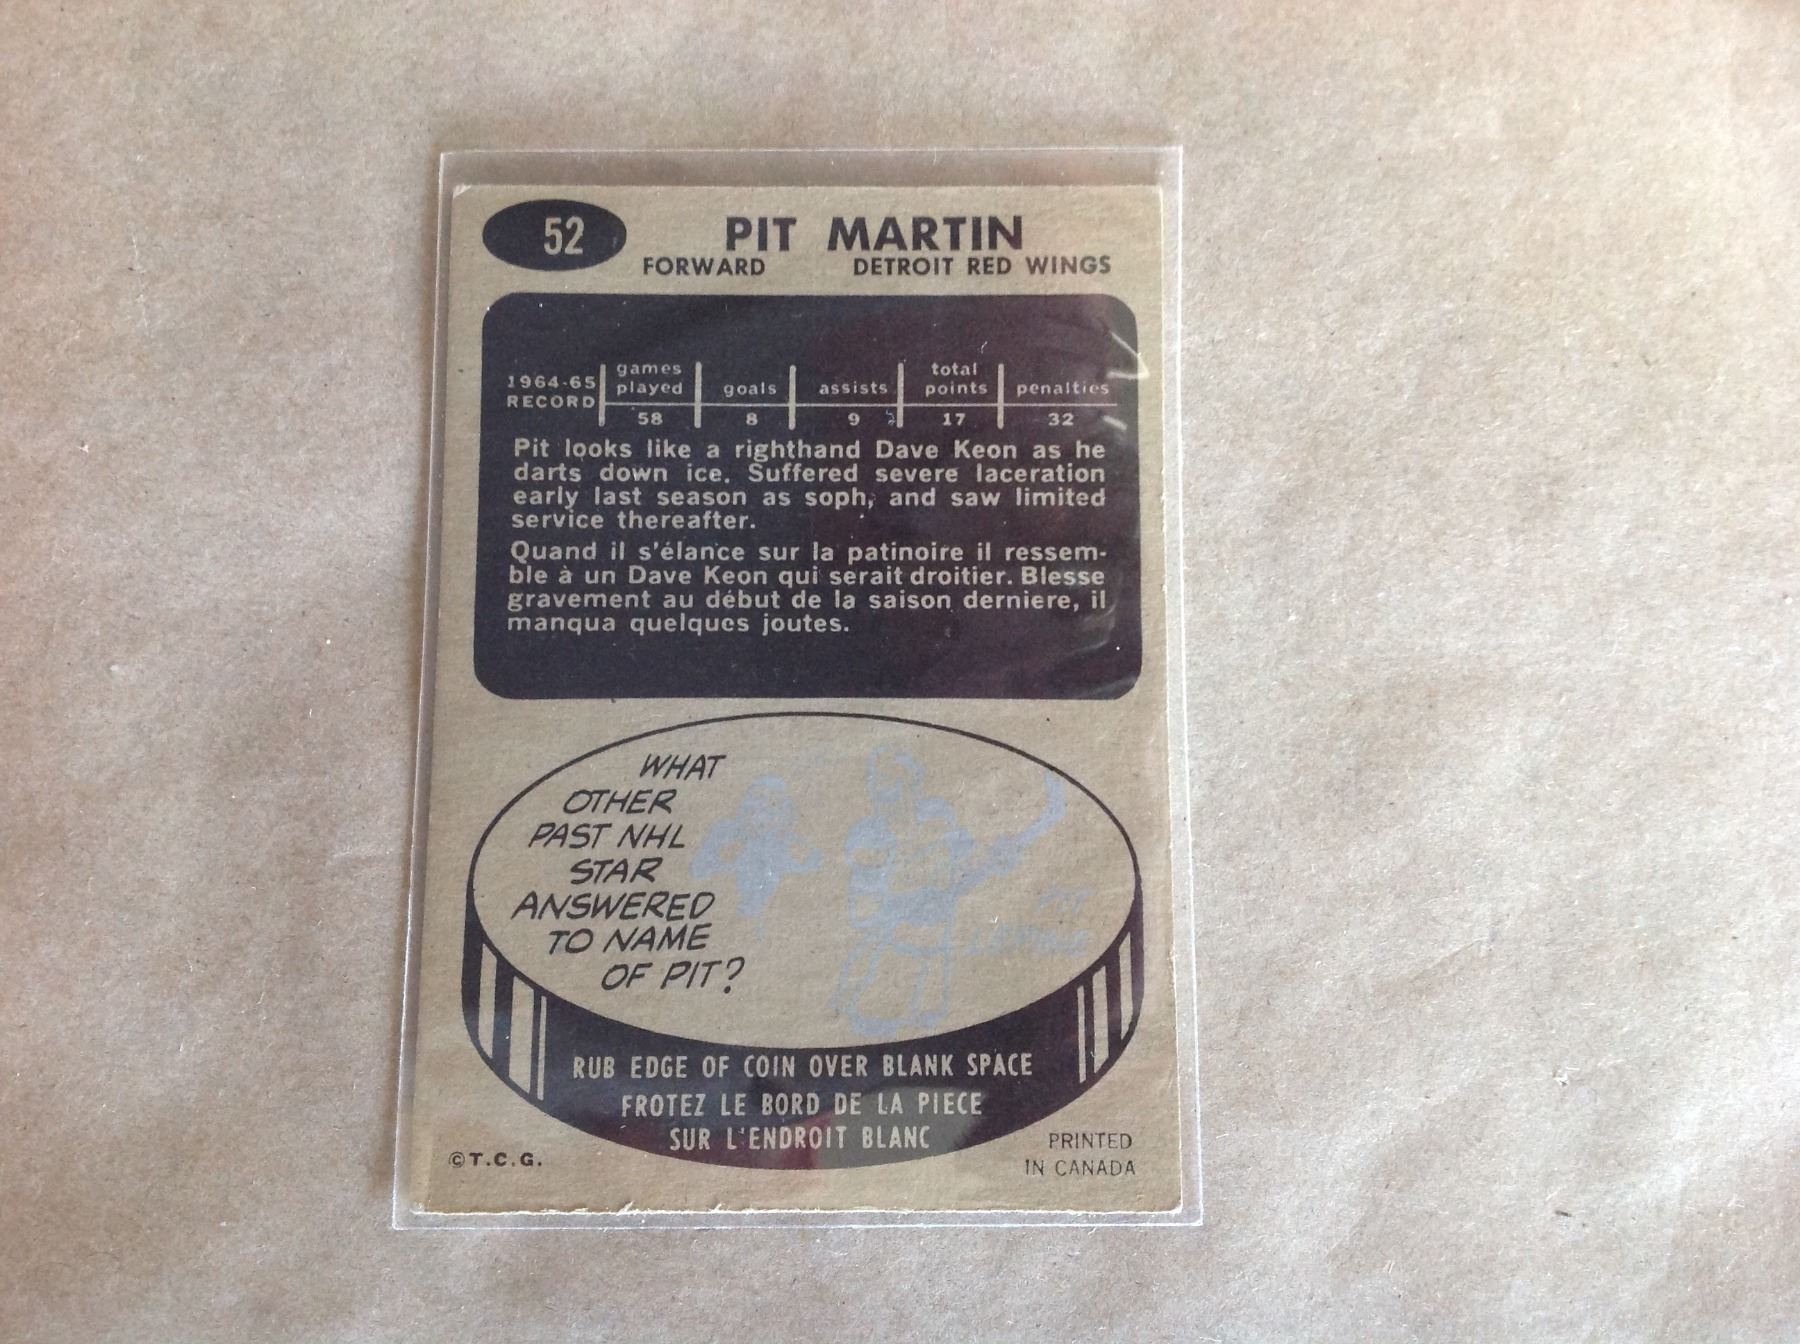 52
PIT MARTIN
FORWARD DETROIT RED WINGS
1964-65 RECORD games played goals assists total points penalties
58 8 9 17 32
Pit looks like a righthand Dave Keon as he
darts down ice. Suffered severe laceration
early last season as soph, and saw limited
service thereafter.
Quand il s'élance sur la patinoire il ressem-
ble à un Dave Keon qui serait droitier. Blesse
gravement au début de la saison derniere, il
manqua quelques joutes.
WHAT
OTHER
PAST NHL
STAR
ANSWERED
TO NAME
OF PIT?
PIT
LEPINE
RUB EDGE OF COIN OVER BLANK SPACE
FROTEZ LE BORD DE LA PIECE
SUR L'ENDROIT BLANC
©T.C.G.
PRINTED
IN CANADA